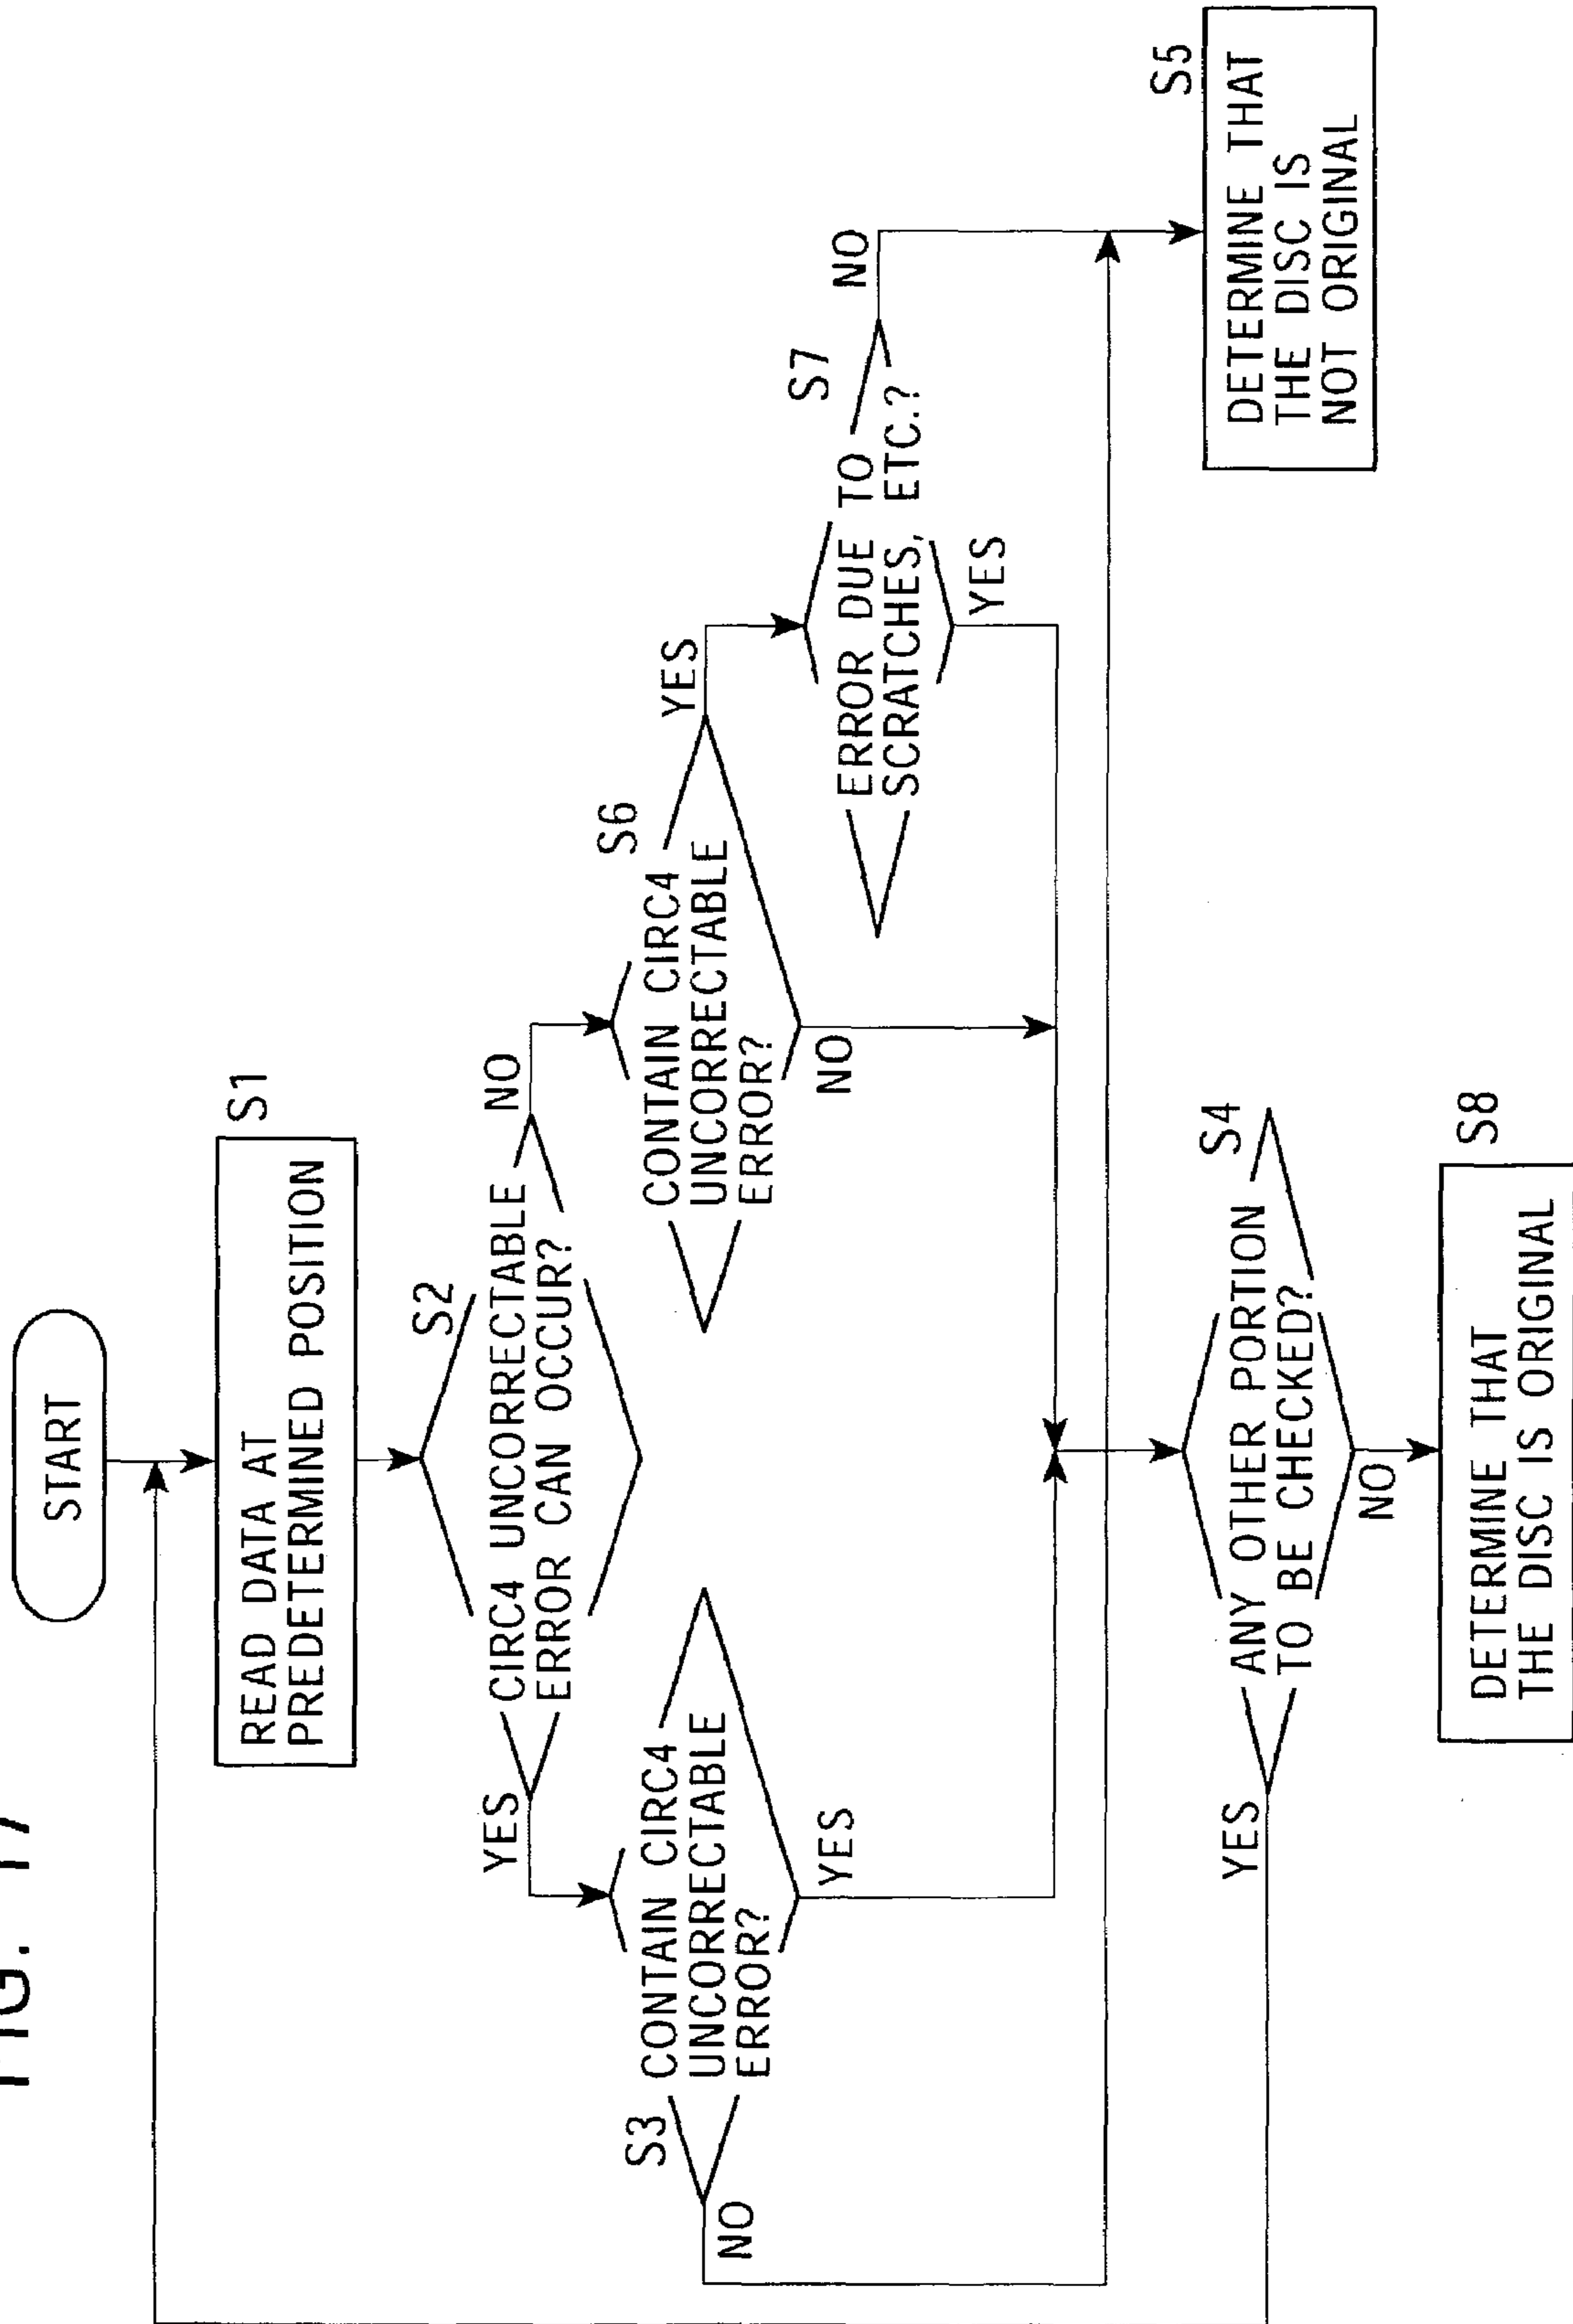 FIG. 17
START
S1
READ DATA AT
PREDETERMINED POSITION
S2
YES
CIRC4 UNCORRECTABLE
ERROR CAN OCCUR?
NO
S3
CONTAIN CIRC4
UNCORRECTABLE
ERROR?
NO
YES
S6
CONTAIN CIRC4
UNCORRECTABLE
ERROR?
YES
NO
S7
ERROR DUE TO
SCRATCHES, ETC.?
NO
YES
S4
YES
ANY OTHER PORTION
TO BE CHECKED?
NO
S5
DETERMINE THAT
THE DISC IS
NOT ORIGINAL
S8
DETERMINE THAT
THE DISC IS ORIGINAL